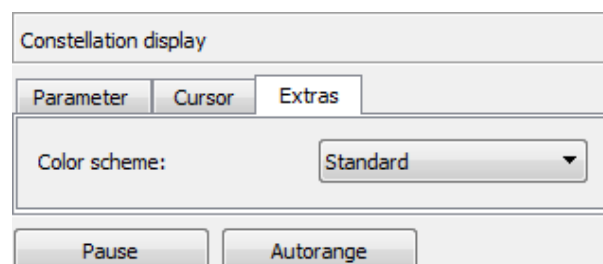 Constellation display
Parameter Cursor Extras
Color scheme: Standard
Pause Autorange